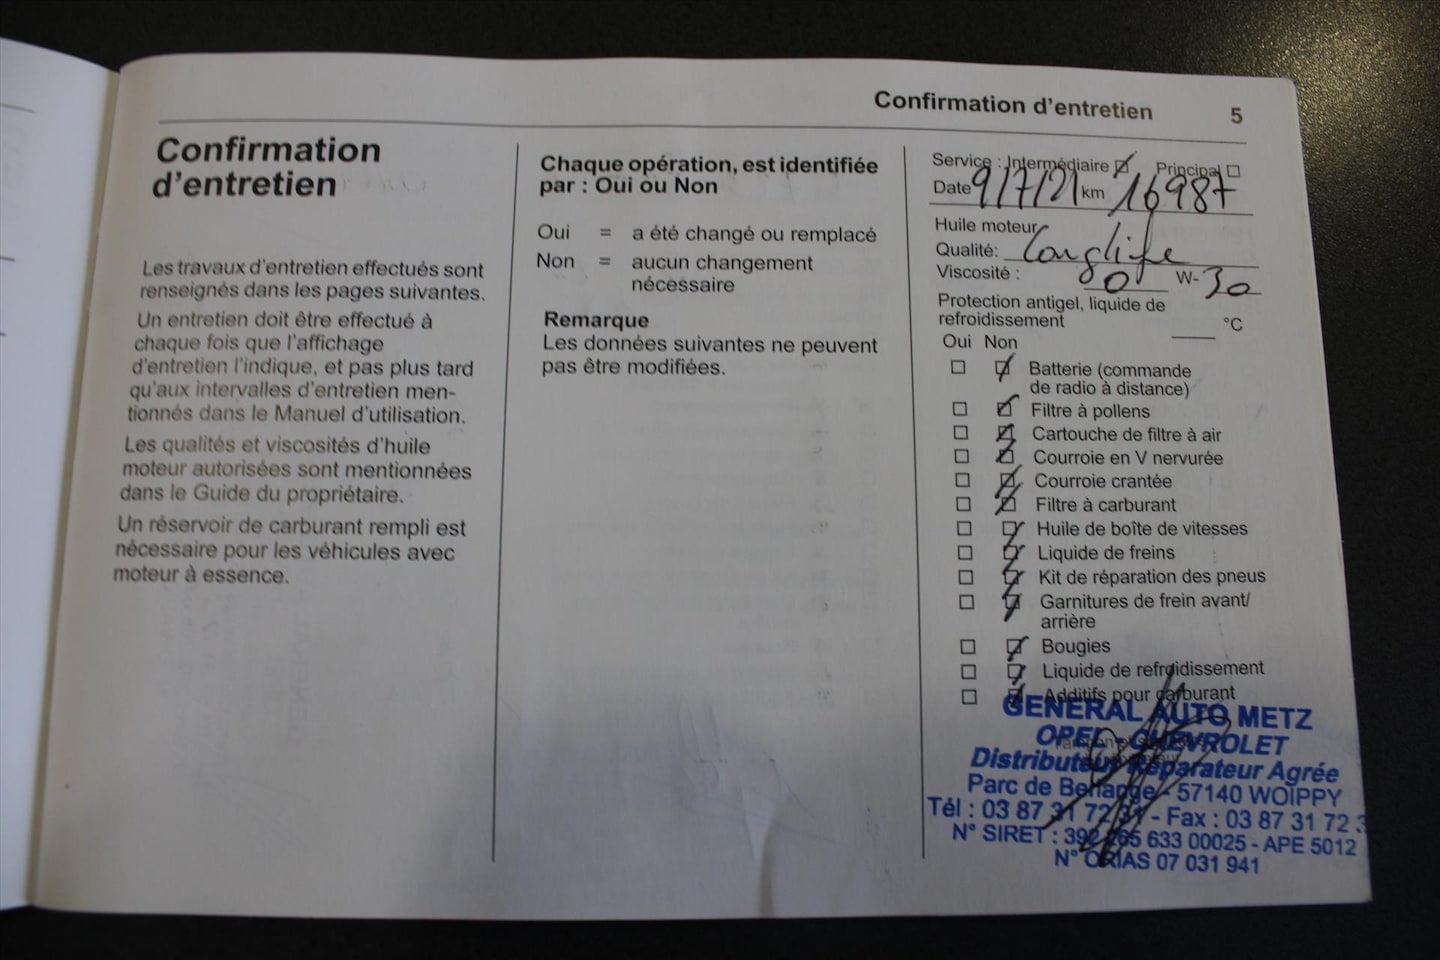 Confirmation d'entretien 5
Confirmation
d'entretien
Les travaux d'entretien effectués sont
renseignés dans les pages suivantes.
Un entretien doit être effectué à
chaque fois que l'affichage
d'entretien l'indique, et pas plus tard
qu'aux intervalles d'entretien men-
tionnés dans le Manuel d'utilisation.
Les qualités et viscosités d'huile
moteur autorisées sont mentionnées
dans le Guide du propriétaire.
Un réservoir de carburant rempli est
nécessaire pour les véhicules avec
moteur à essence.
Chaque opération, est identifiée
par : Oui ou Non
Oui = a été changé ou remplacé
Non = aucun changement
nécessaire
Remarque
Les données suivantes ne peuvent
pas être modifiées.
Service : Intermédiaire Principal
Date 9/7/21 km 16987
Huile moteur
Qualité: Longlife
Viscosité : 0 W- 30
Protection antigel, liquide de
refroidissement °C
Oui Non
Batterie (commande
de radio à distance)
Filtre à pollens
Cartouche de filtre à air
Courroie en V nervurée
Courroie crantée
Filtre à carburant
Huile de boîte de vitesses
Liquide de freins
Kit de réparation des pneus
Garnitures de frein avant/
arrière
Bougies
Liquide de refroidissement
Additifs pour carburant
GENERAL AUTO METZ
OPEL - CHEVROLET
Distributeur Réparateur Agrée
Parc de Bellange - 57140 WOIPPY
Tél : 03 87 31 72 31 - Fax : 03 87 31 72
N° SIRET : 392 633 00025 - APE 5012
N° ORIAS 07 031 941